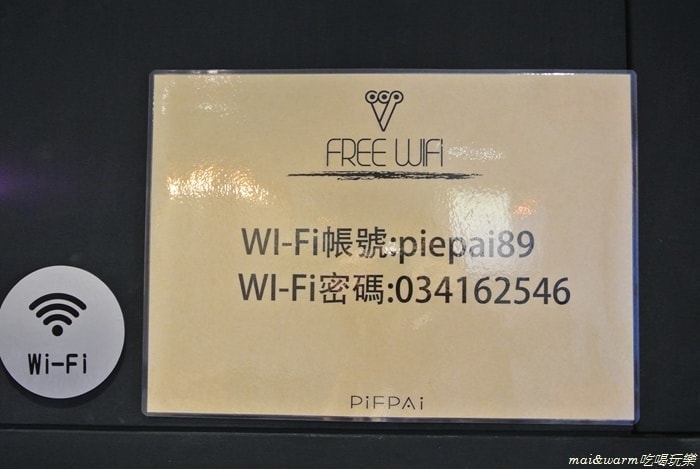 FREE WIFI
WI-Fi帳號:piepai89
WI-Fi密碼:034162546
Wi-Fi
PiEPAi
mai&warm吃喝玩樂